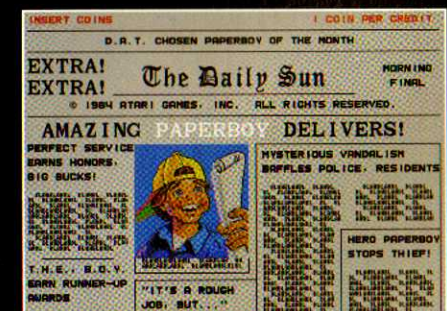 INSERT COINS 1 COIN PER CREDIT
D.A.T. CHOSEN PAPERBOY OF THE MONTH
EXTRA!
EXTRA!
The Daily Sun
MORNING
FINAL
© 1984 ATARI GAMES, INC. ALL RIGHTS RESERVED.
AMAZING PAPERBOY DELIVERS!
PERFECT SERVICE
EARNS HONORS,
BIG BUCKS!
T.H.E., B.O.Y.
EARN RUNNER-UP
AWARDS
"IT'S A ROUGH
JOB, BUT..."
MYSTERIOUS VANDALISM
BAFFLES POLICE, RESIDENTS
HERO PAPERBOY
STOPS THIEF!